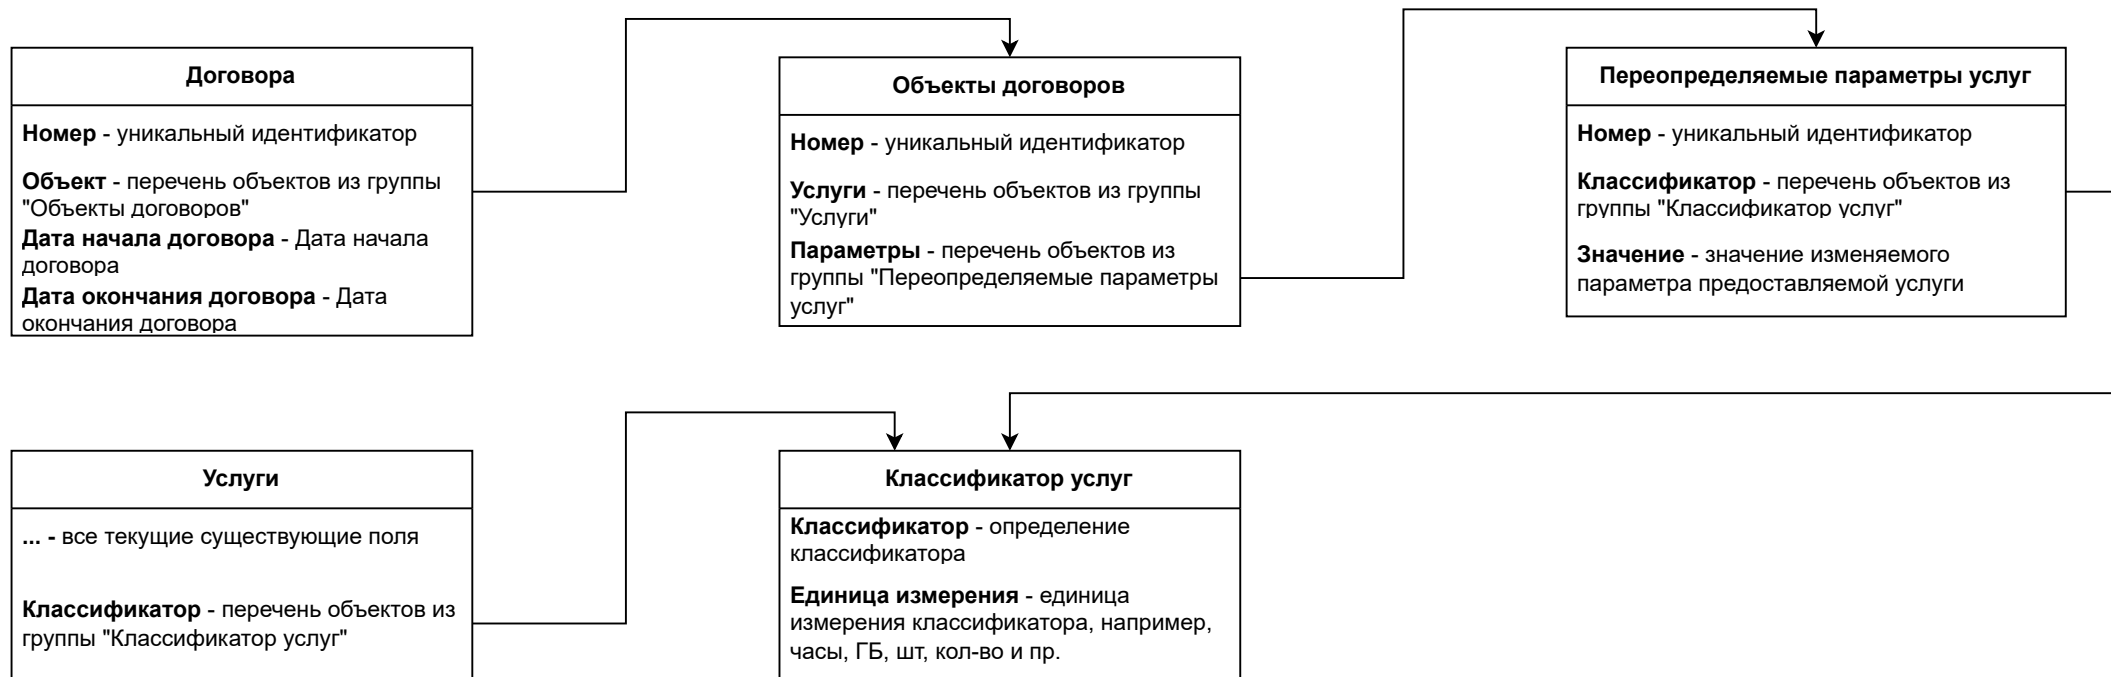 Договора
Номер - уникальный идентификатор
Объект - перечень объектов из группы
"Объекты договоров"
Дата начала договора - Дата начала
договора
Дата окончания договора - Дата
окончания договора
Объекты договоров
Номер - уникальный идентификатор
Услуги - перечень объектов из группы
"Услуги"
Параметры - перечень объектов из
группы "Переопределяемые параметры
услуг"
Переопределяемые параметры услуг
Номер - уникальный идентификатор
Классификатор - перечень объектов из
группы "Классификатор услуг"
Значение - значение изменяемого
параметра предоставляемой услуги
Услуги
... - все текущие существующие поля
Классификатор - перечень объектов из
группы "Классификатор услуг"
Классификатор услуг
Классификатор - определение
классификатора
Единица измерения - единица
измерения классификатора, например,
часы, ГБ, шт, кол-во и пр.